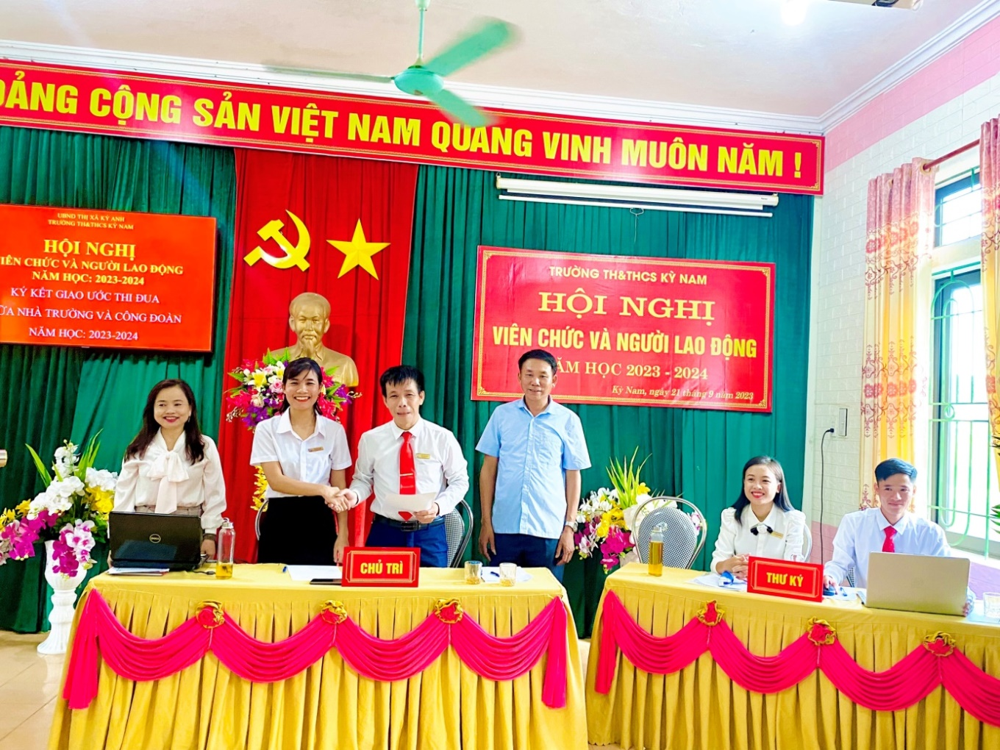 ĐẢNG CỘNG SẢN VIỆT NAM QUANG VINH MUÔN NĂM !
UBND THỊ XÃ KỲ ANH
TRƯỜNG TH&THCS KỲ NAM
HỘI NGHỊ
VIÊN CHỨC VÀ NGƯỜI LAO ĐỘNG
NĂM HỌC: 2023-2024
KÝ KẾT GIAO ƯỚC THI ĐUA
NHÀ TRƯỜNG VÀ CÔNG ĐOÀN
NĂM HỌC: 2023-2024
TRƯỜNG TH&THCS KỲ NAM
HỘI NGHỊ
VIÊN CHỨC VÀ NGƯỜI LAO ĐỘNG
NĂM HỌC 2023 - 2024
Kỳ Nam, ngày 21 tháng 9 năm 2023
CHỦ TRÌ
THƯ KÝ
DELL